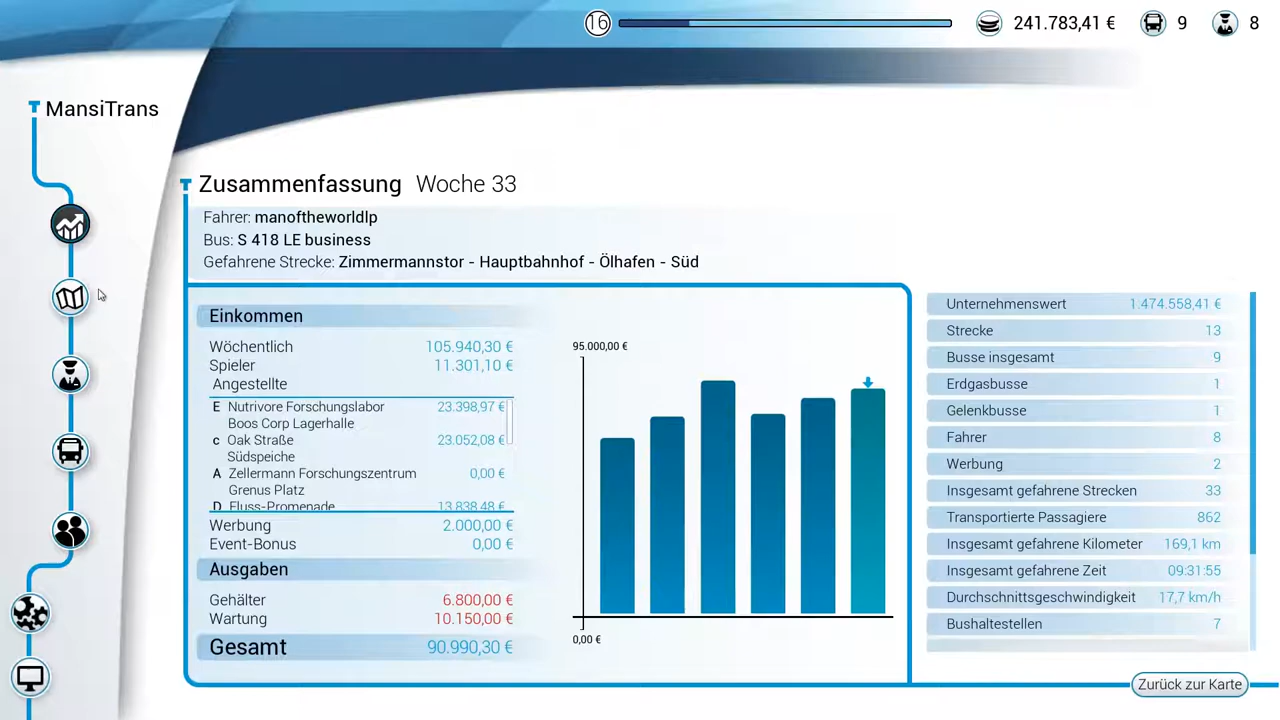 16
241.783,41 €
9
8
MansiTrans
Zusammenfassung Woche 33
Fahrer: manoftheworldlp
Bus: S 418 LE business
Gefahrene Strecke: Zimmermannstor - Hauptbahnhof - Ölhafen - Süd
Einkommen
Wöchentlich 105.940,30 €
Spieler 11.301,10 €
Angestellte
E Nutrivore Forschungslabor 23.398,97 €
Boos Corp Lagerhalle
c Oak Straße 23.052,08 €
Südspeiche
A Zellermann Forschungszentrum 0,00 €
Grenus Platz
D Fluss-Promenade 13.838,48 €
Werbung 2.000,00 €
Event-Bonus 0,00 €
Ausgaben
Gehälter 6.800,00 €
Wartung 10.150,00 €
Gesamt 90.990,30 €
95.000,00 €
0,00 €
Unternehmenswert 1.474.558,41 €
Strecke 13
Busse insgesamt 9
Erdgasbusse 1
Gelenkbusse 1
Fahrer 8
Werbung 2
Insgesamt gefahrene Strecken 33
Transportierte Passagiere 862
Insgesamt gefahrene Kilometer 169,1 km
Insgesamt gefahrene Zeit 09:31:55
Durchschnittsgeschwindigkeit 17,7 km/h
Bushaltestellen 7
Zurück zur Karte